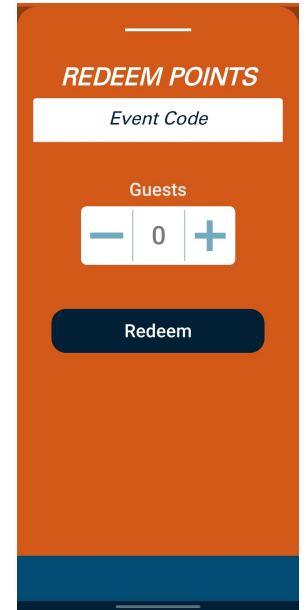 REDEEM POINTS
Event Code
Guests
0
Redeem